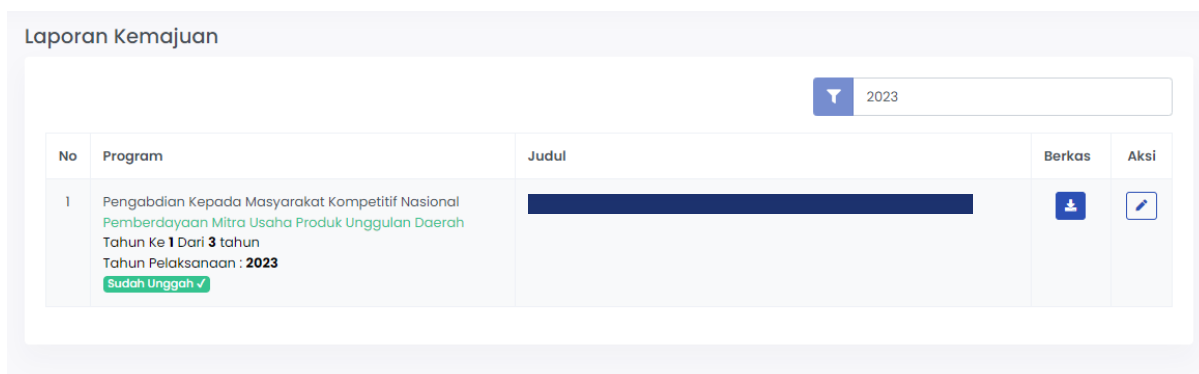 Laporan Kemajuan
2023
No Program Judul Berkas Aksi
1 Pengabdian Kepada Masyarakat Kompetitif Nasional
Pemberdayaan Mitra Usaha Produk Unggulan Daerah
Tahun Ke 1 Dari 3 tahun
Tahun Pelaksanaan : 2023
Sudah Unggah ✓